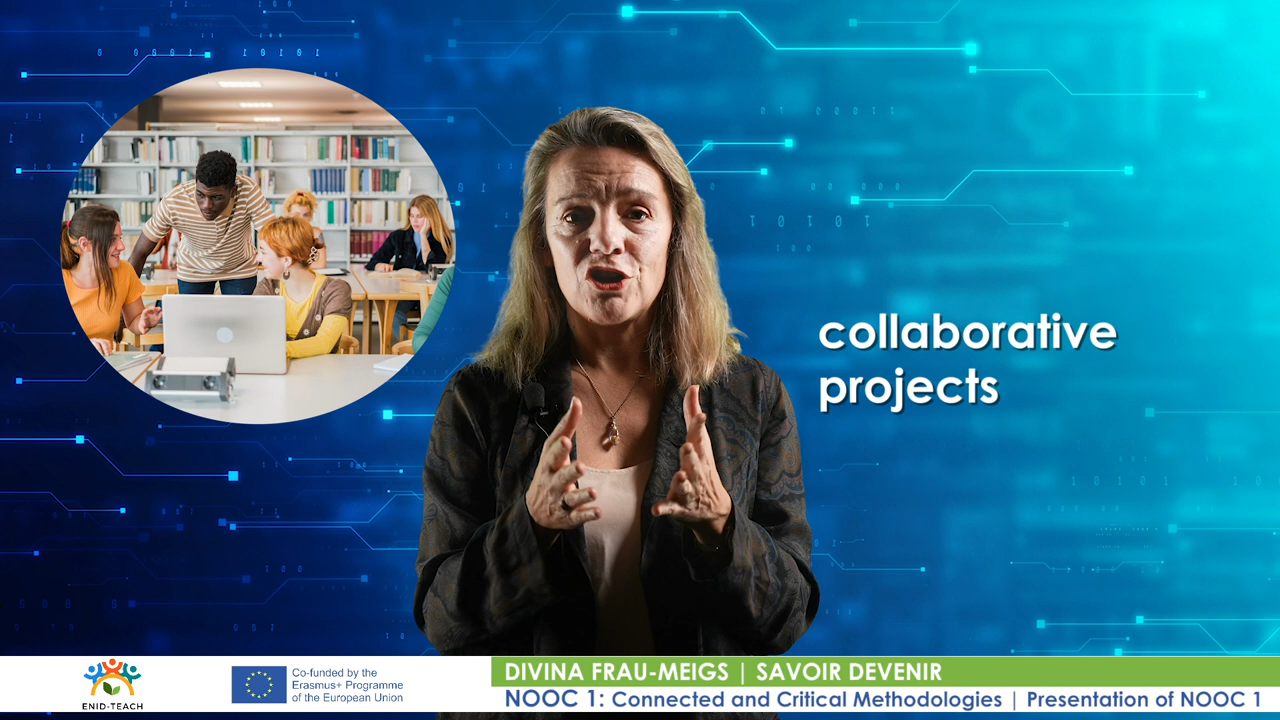 collaborative
projects
ENID-TEACH
Co-funded by the
Erasmus+ Programme
of the European Union
DIVINA FRAU-MEIGS | SAVOIR DEVENIR
NOOC 1: Connected and Critical Methodologies | Presentation of NOOC 1